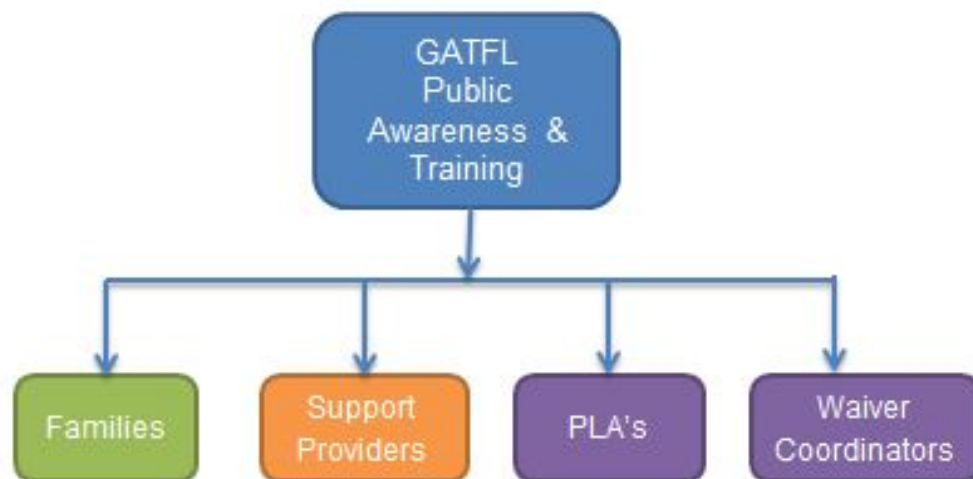 GATFL
Public
Awareness &
Training
Families
Support
Providers
PLA's
Waiver
Coordinators